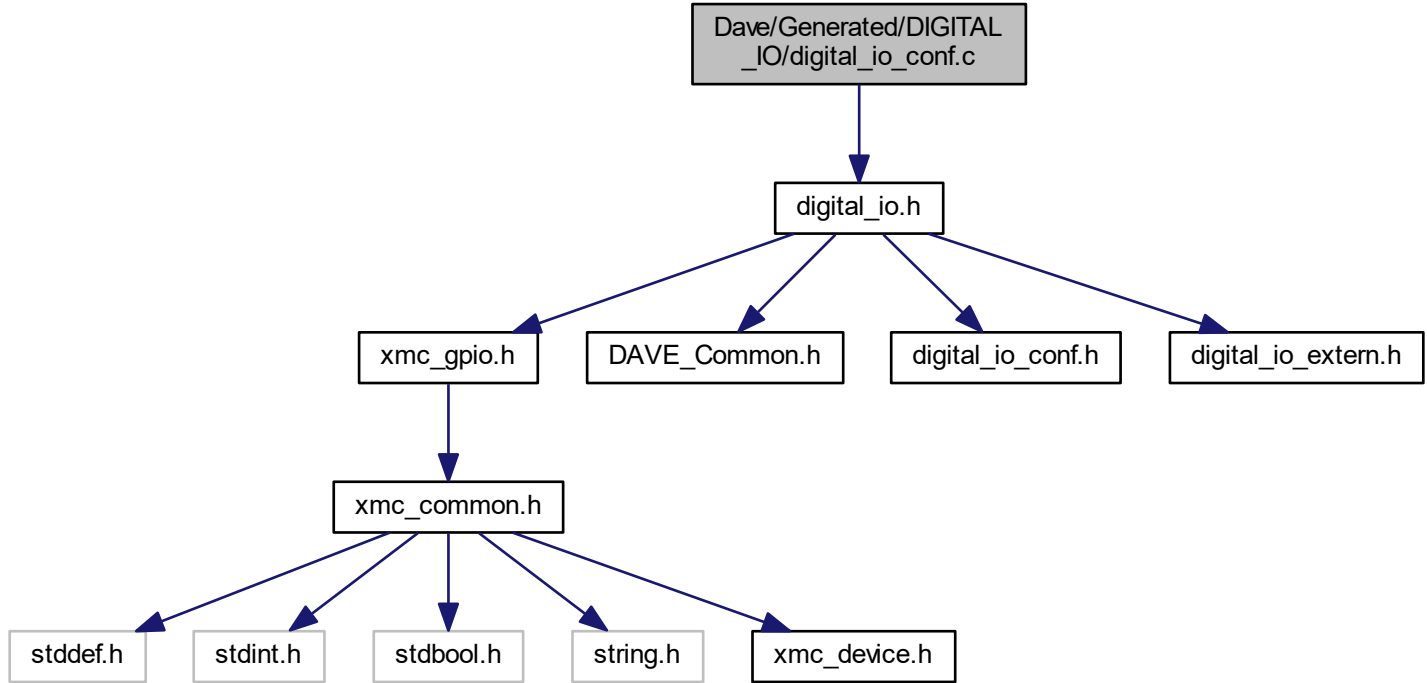 Dave/Generated/DIGITAL
_IO/digital_io_conf.c
digital_io.h
xmc_gpio.h
DAVE_Common.h
digital_io_conf.h
digital_io_extern.h
xmc_common.h
stddef.h
stdint.h
stdbool.h
string.h
xmc_device.h